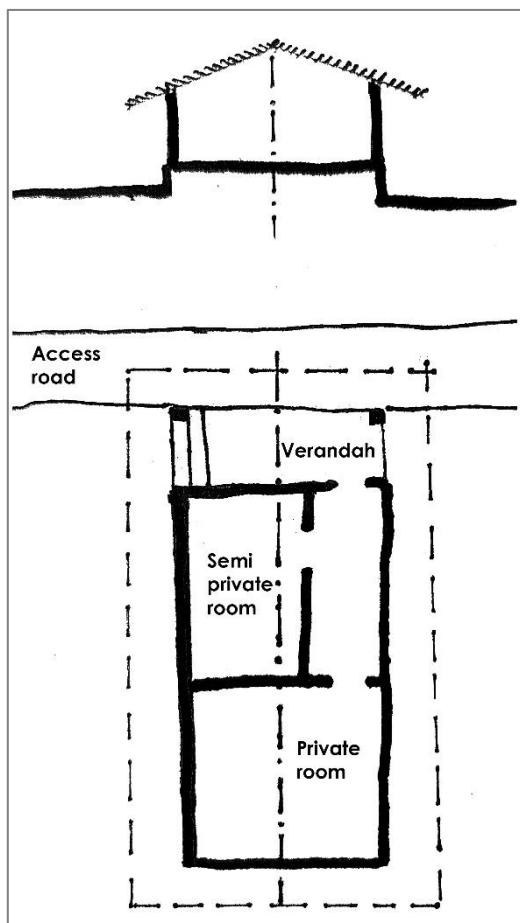 Access
road
Verandah
Semi
private
room
Private
room